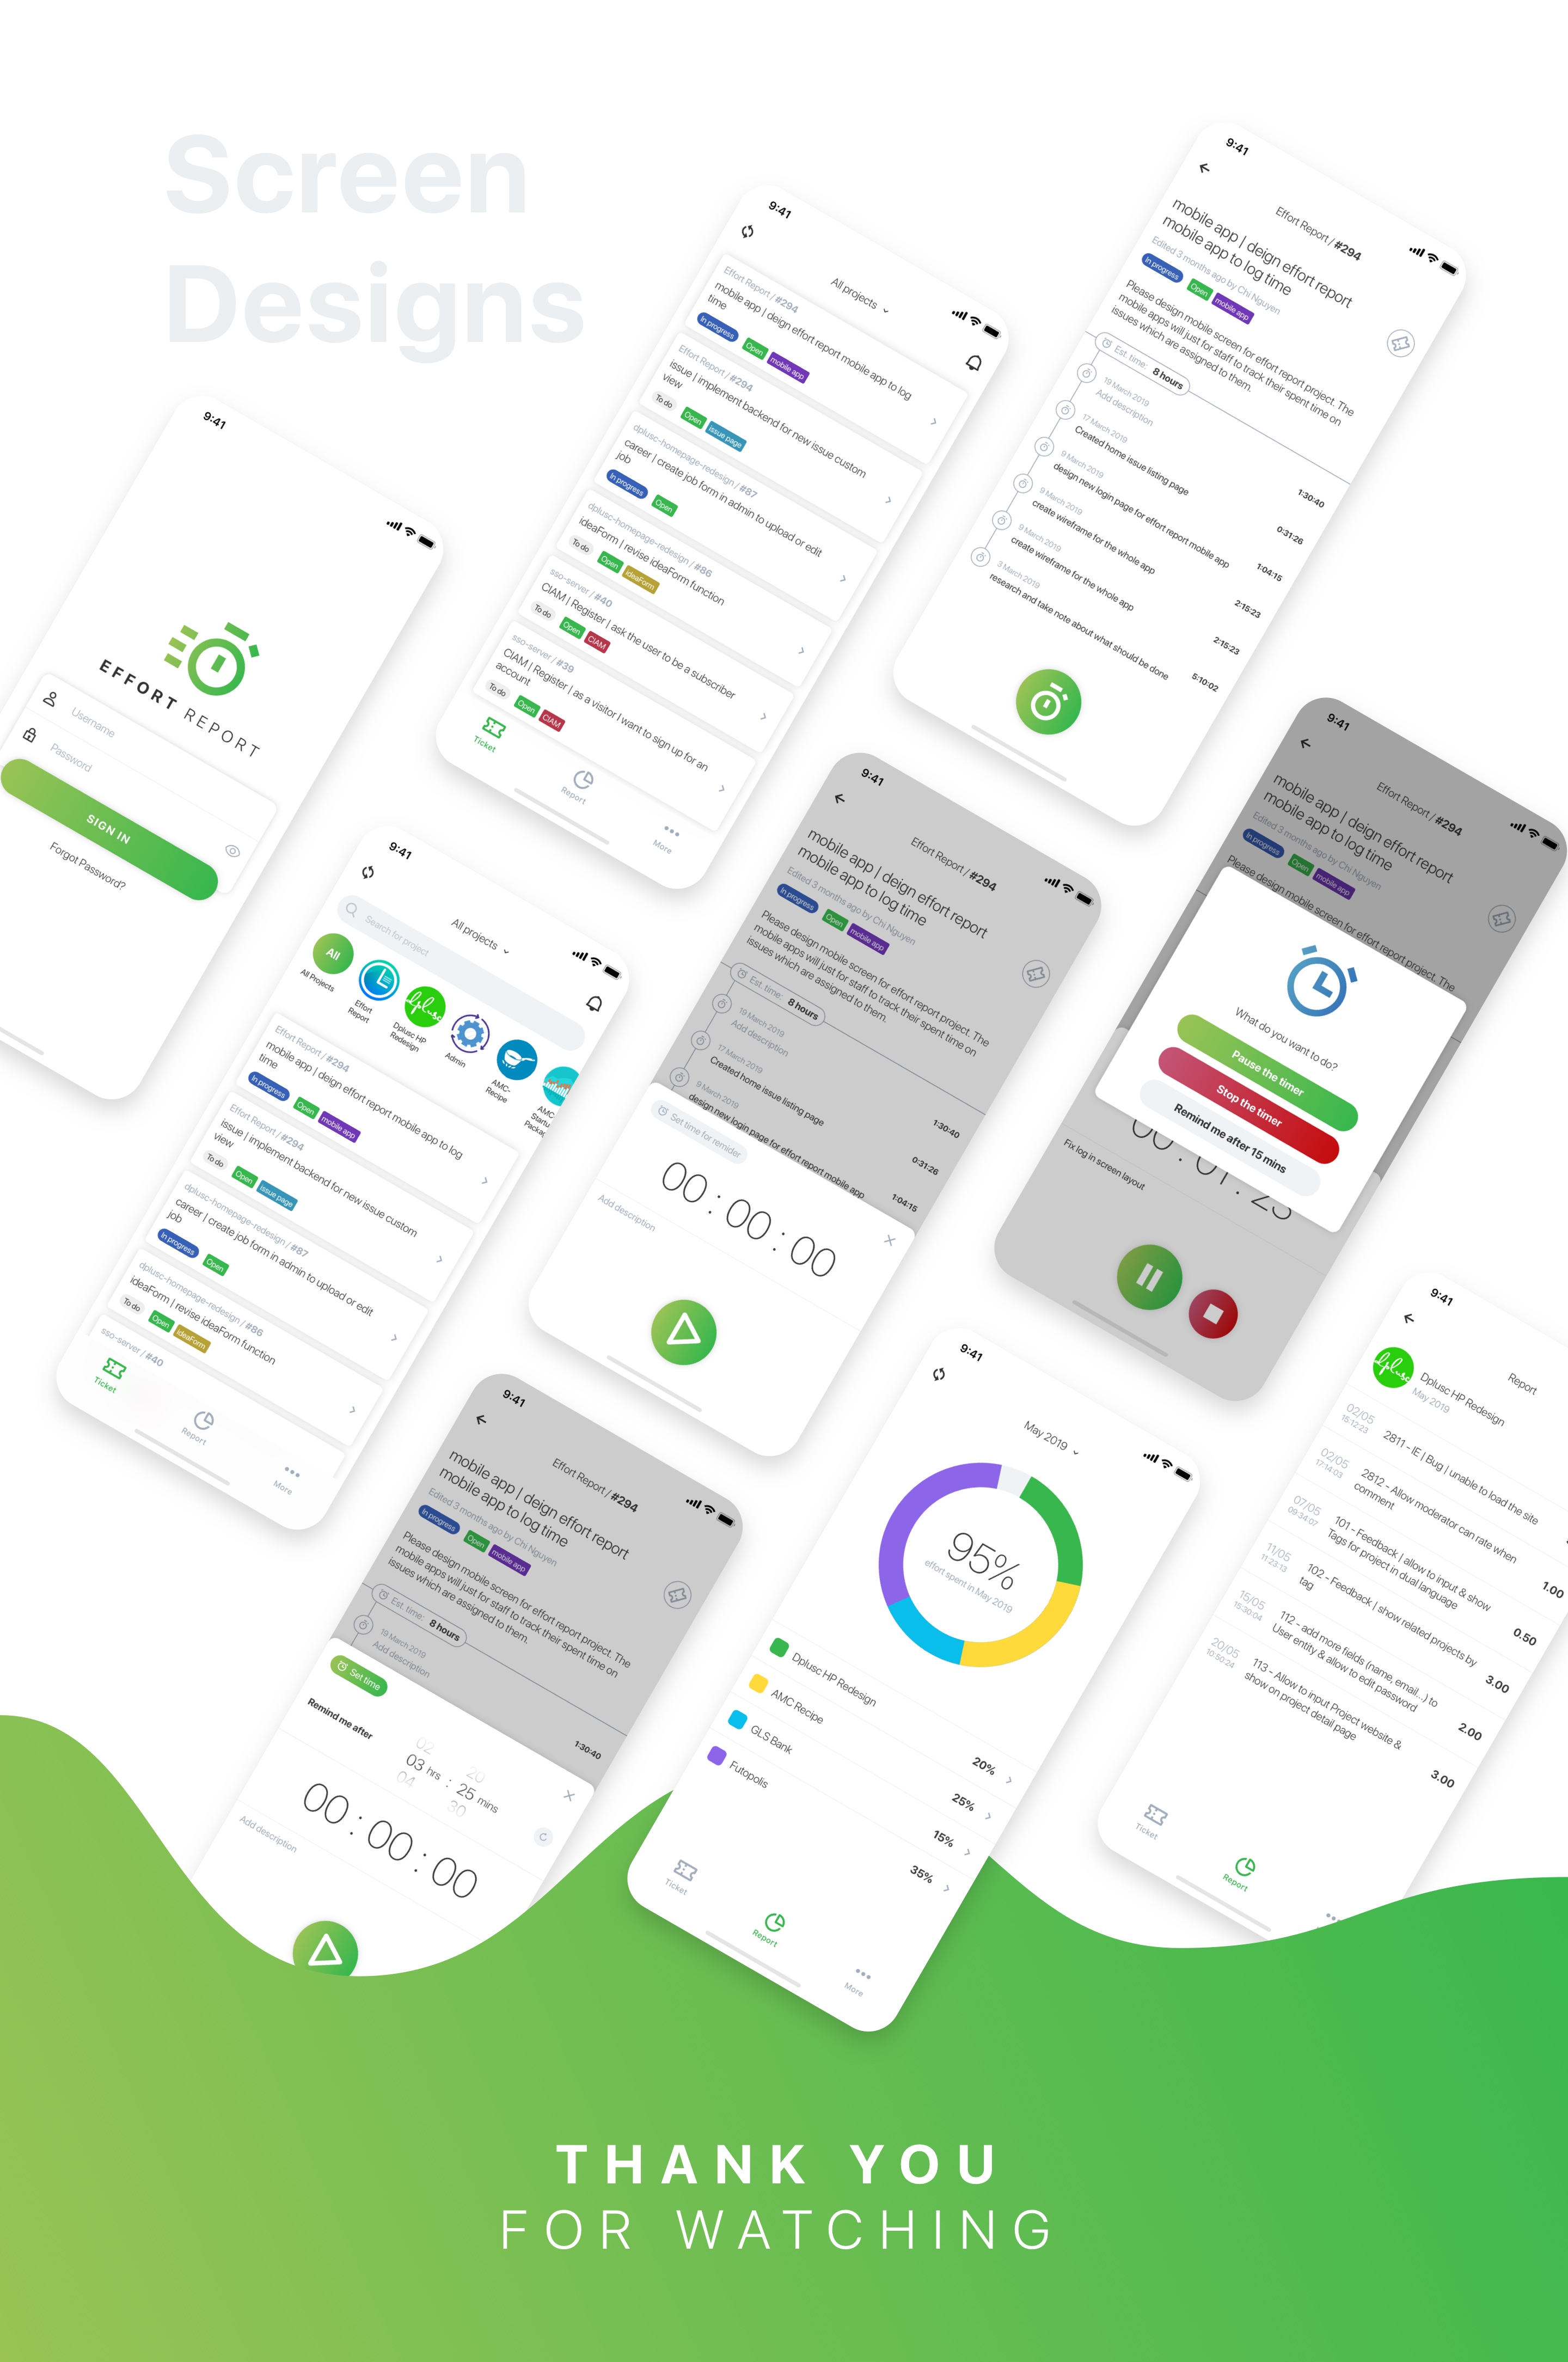 Screen
Designs
9:41
EFFORT REPORT
Username
Password
SIGN IN
Forgot Password?
9:41
All projects
Effort Report / #294
mobile app | deign effort report mobile app to log
time
In progress Open mobile app
Effort Report / #294
issue | implement backend for new issue custom
view
To do Open issue page
dplusc-homepage-redesign / #87
career | create job form in admin to upload or edit
job
In progress Open
dplusc-homepage-redesign / #86
ideaForm | revise ideaForm function
To do Open ideaForm
sso-server / #40
CIAM | Register | ask the user to be a subscriber
To do Open CIAM
sso-server / #39
CIAM | Register | as a visitor I want to sign up for an
account
To do Open CIAM
Ticket
Report
More
9:41
Effort Report / #294
mobile app | deign effort report
mobile app to log time
Edited 3 months ago by Chi Nguyen
In progress Open mobile app
Please design mobile screen for effort report project. The
mobile apps will just for staff to track their spent time on
issues which are assigned to them.
Est. time: 8 hours
19 March 2019
Add description
1:30:40
17 March 2019
Created home issue listing page
0:31:26
9 March 2019
design new login page for effort report mobile app
1:04:15
9 March 2019
create wireframe for the whole app
2:15:23
9 March 2019
create wireframe for the whole app
2:15:23
3 March 2019
research and take note about what should be done
5:10:02
9:41
All projects
Search for project
All
All Projects
Effort
Report
dplusc
Dplusc HP
Redesign
Admin
AMC-
Recipe
AMC
Startu
Packag
Effort Report / #294
mobile app | deign effort report mobile app to log
time
In progress Open mobile app
Effort Report / #294
issue | implement backend for new issue custom
view
To do Open issue page
dplusc-homepage-redesign / #87
career | create job form in admin to upload or edit
job
In progress Open
dplusc-homepage-redesign / #86
ideaForm | revise ideaForm function
To do Open ideaForm
sso-server / #40
Ticket
Report
More
9:41
Effort Report / #294
mobile app | deign effort report
mobile app to log time
Edited 3 months ago by Chi Nguyen
In progress Open mobile app
Please design mobile screen for effort report project. The
mobile apps will just for staff to track their spent time on
issues which are assigned to them.
Est. time: 8 hours
19 March 2019
Add description
1:30:40
17 March 2019
Created home issue listing page
0:31:26
9 March 2019
design new login page for effort report mobile app
1:04:15
Set time for remider
00 : 00 : 00
Add description
9:41
Effort Report / #294
mobile app | deign effort report
mobile app to log time
Edited 3 months ago by Chi Nguyen
In progress Open mobile app
Please design mobile screen for effort report project. The
What do you want to do?
Pause the timer
Stop the timer
Remind me after 15 mins
00 : 01 : 23
Fix log in screen layout
9:41
Effort Report / #294
mobile app | deign effort report
mobile app to log time
Edited 3 months ago by Chi Nguyen
In progress Open mobile app
Please design mobile screen for effort report project. The
mobile apps will just for staff to track their spent time on
issues which are assigned to them.
Est. time: 8 hours
19 March 2019
Add description
1:30:40
Set time
Remind me after
02 20
03 hrs : 25 mins
04 30
00 : 00 : 00
Add description
9:41
May 2019
95%
effort spent in May 2019
Dplusc HP Redesign 20%
AMC Recipe 25%
GLS Bank 15%
Futopolis 35%
Ticket
Report
More
9:41
Report
dplusc
Dplusc HP Redesign
May 2019
02/05
15:12:23
2811 - IE | Bug | unable to load the site
02/05
17:14:03
2812 - Allow moderator can rate when
comment
1.00
07/05
09:34:07
101 - Feedback | allow to input & show
Tags for project in dual language
0.50
11/05
11:23:13
102 - Feedback | show related projects by
tag
3.00
15/05
15:30:04
112 - add more fields (name, email...) to
User entity & allow to edit password
2.00
20/05
10:50:24
113 - Allow to input Project website &
show on project detail page
3.00
Ticket
Report
THANK YOU
FOR WATCHING